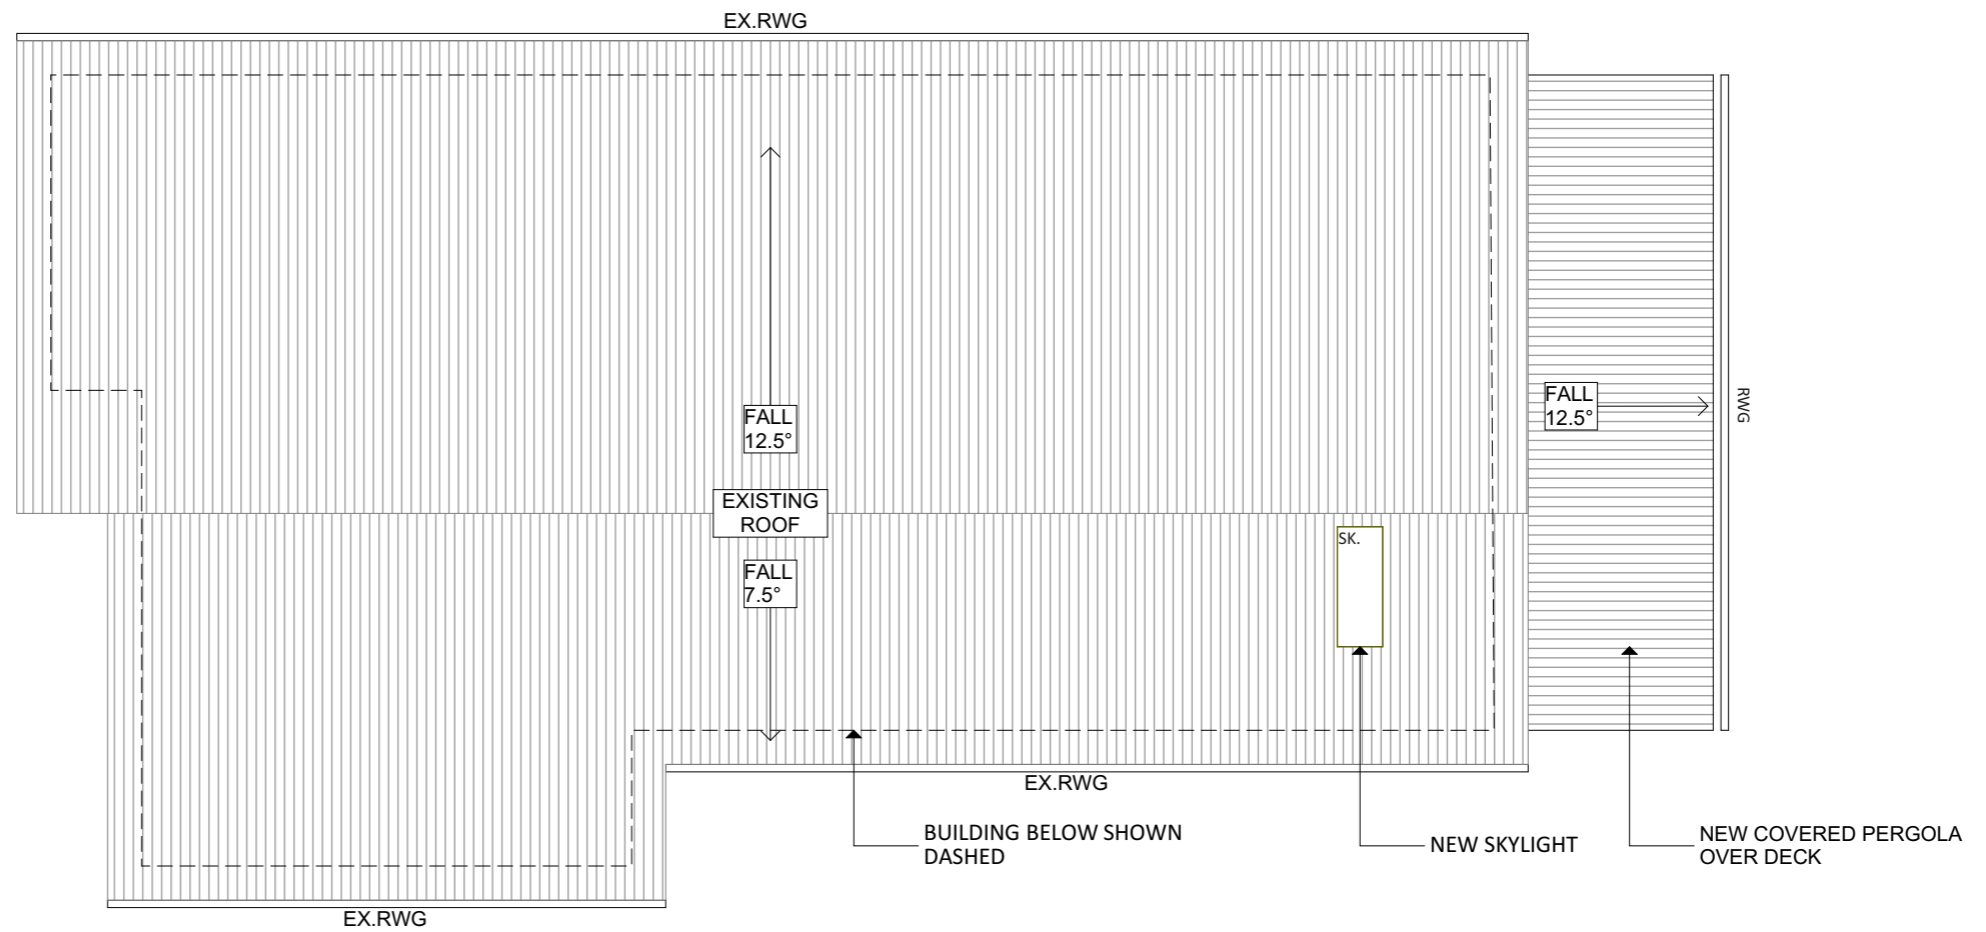 EX.RWG
FALL
12.5°
FALL
12.5°
RWG
EXISTING
ROOF
SK.
FALL
7.5°
EX.RWG
BUILDING BELOW SHOWN
DASHED
NEW SKYLIGHT
NEW COVERED PERGOLA
OVER DECK
EX.RWG